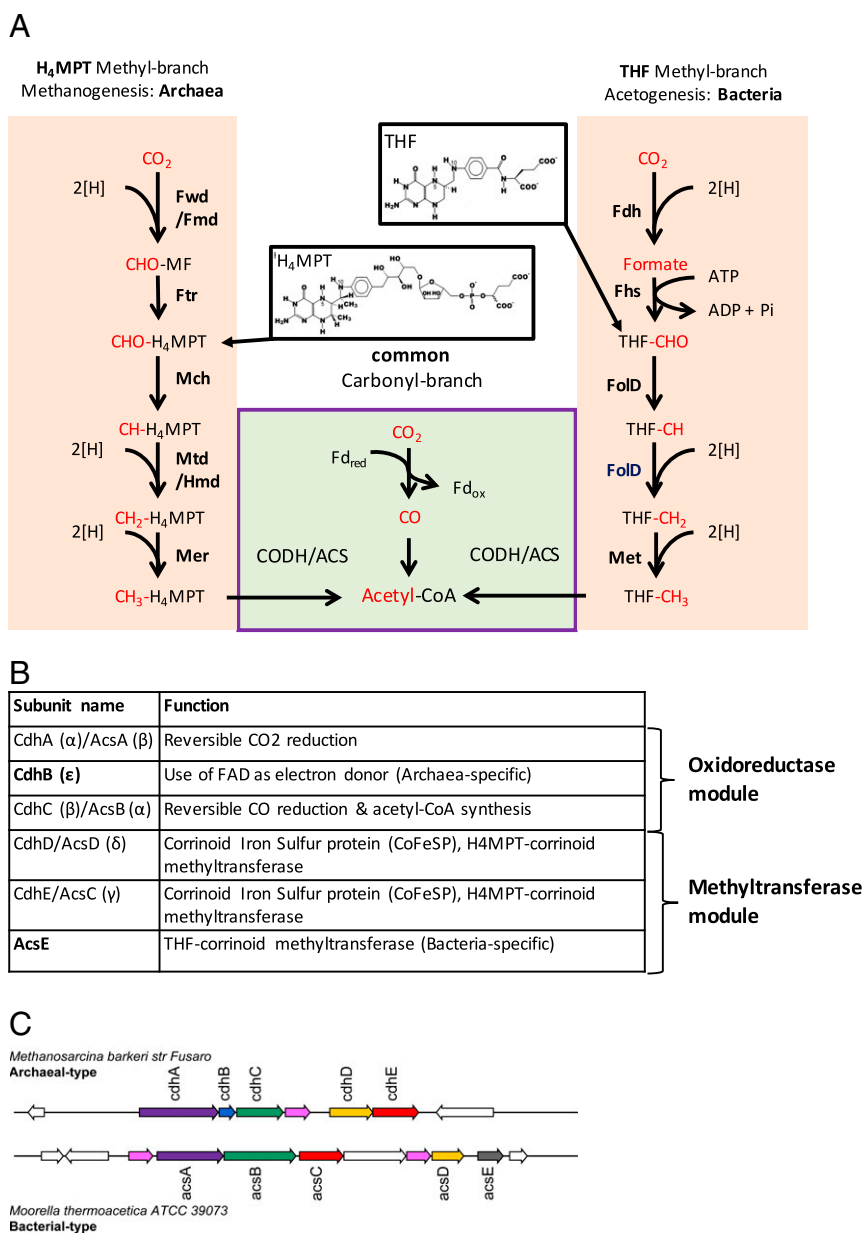 A
H4MPT Methyl-branch
Methanogenesis: Archaea
THF Methyl-branch
Acetogenesis: Bacteria
CO2
2[H]
Fwd
/Fmd
CHO-MF
Ftr
CHO-H4MPT
Mch
CH-H4MPT
2[H]
Mtd
/Hmd
CH2-H4MPT
2[H]
Mer
CH3-H4MPT
THF
H4MPT
common
Carbonyl-branch
CO2
Fdred
Fdox
CO
CODH/ACS
CODH/ACS
Acetyl-CoA
CO2
2[H]
Fdh
Formate
ATP
Fhs
ADP + Pi
THF-CHO
FolD
THF-CH
2[H]
FolD
THF-CH2
2[H]
Met
THF-CH3
B
Subunit name Function
CdhA (α)/AcsA (β) Reversible CO2 reduction
CdhB (ε) Use of FAD as electron donor (Archaea-specific)
CdhC (β)/AcsB (α) Reversible CO reduction & acetyl-CoA synthesis
CdhD/AcsD (δ) Corrinoid Iron Sulfur protein (CoFeSP), H4MPT-corrinoid
methyltransferase
CdhE/AcsC (γ) Corrinoid Iron Sulfur protein (CoFeSP), H4MPT-corrinoid
methyltransferase
AcsE THF-corrinoid methyltransferase (Bacteria-specific)
Oxidoreductase
module
Methyltransferase
module
C
Methanosarcina barkeri str Fusaro
Archaeal-type
cdhA
cdhB
cdhC
cdhD
cdhE
acsA
acsB
acsC
acsD
acsE
Moorella thermoacetica ATCC 39073
Bacterial-type